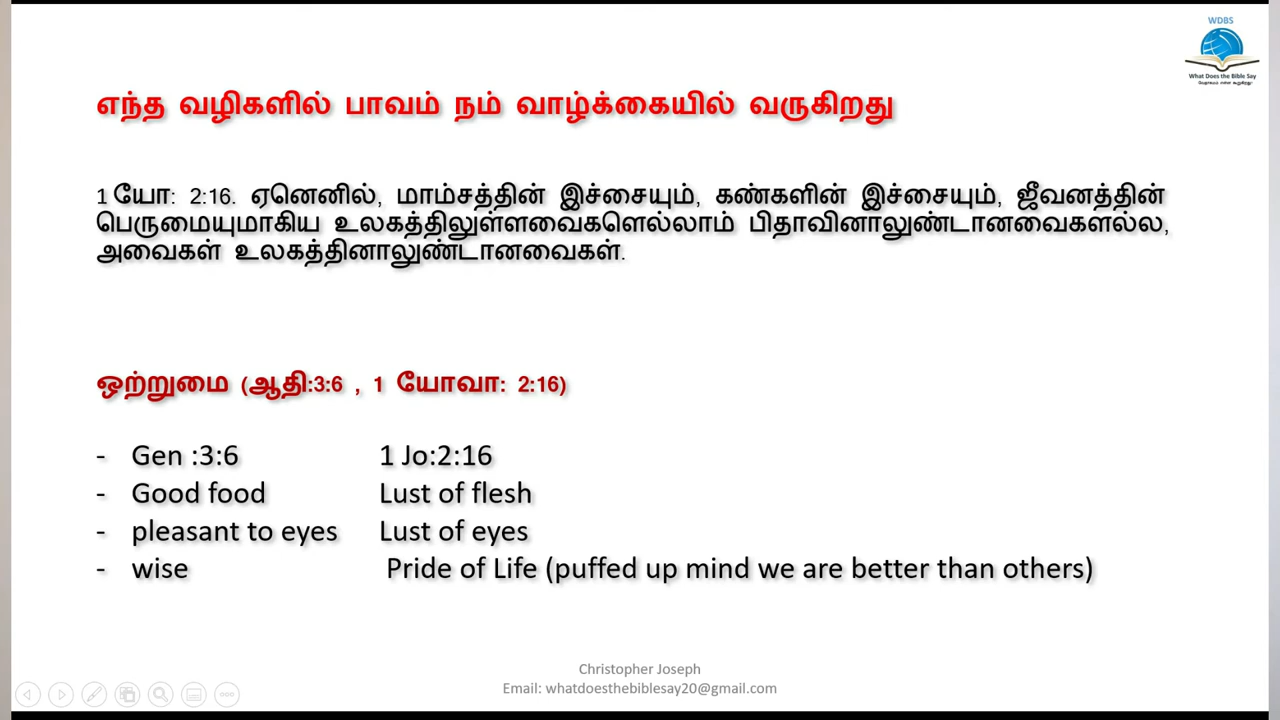 WDBS
What Does the Bible Say
எந்த வழிகளில் பாவம் நம் வாழ்க்கையில் வருகிறது
1 யோ: 2:16. ஏனெனில், மாம்சத்தின் இச்சையும், கண்களின் இச்சையும், ஜீவனத்தின்
பெருமையுமாகிய உலகத்திலுள்ளவைகளெல்லாம் பிதாவினாலுண்டானவைகளல்ல,
அவைகள் உலகத்தினாலுண்டானவைகள்.
ஒற்றுமை (ஆதி:3:6 , 1 யோவா: 2:16)
- Gen :3:6 1 Jo:2:16
- Good food Lust of flesh
- pleasant to eyes Lust of eyes
- wise Pride of Life (puffed up mind we are better than others)
Christopher Joseph
Email: whatdoesthebiblesay20@gmail.com